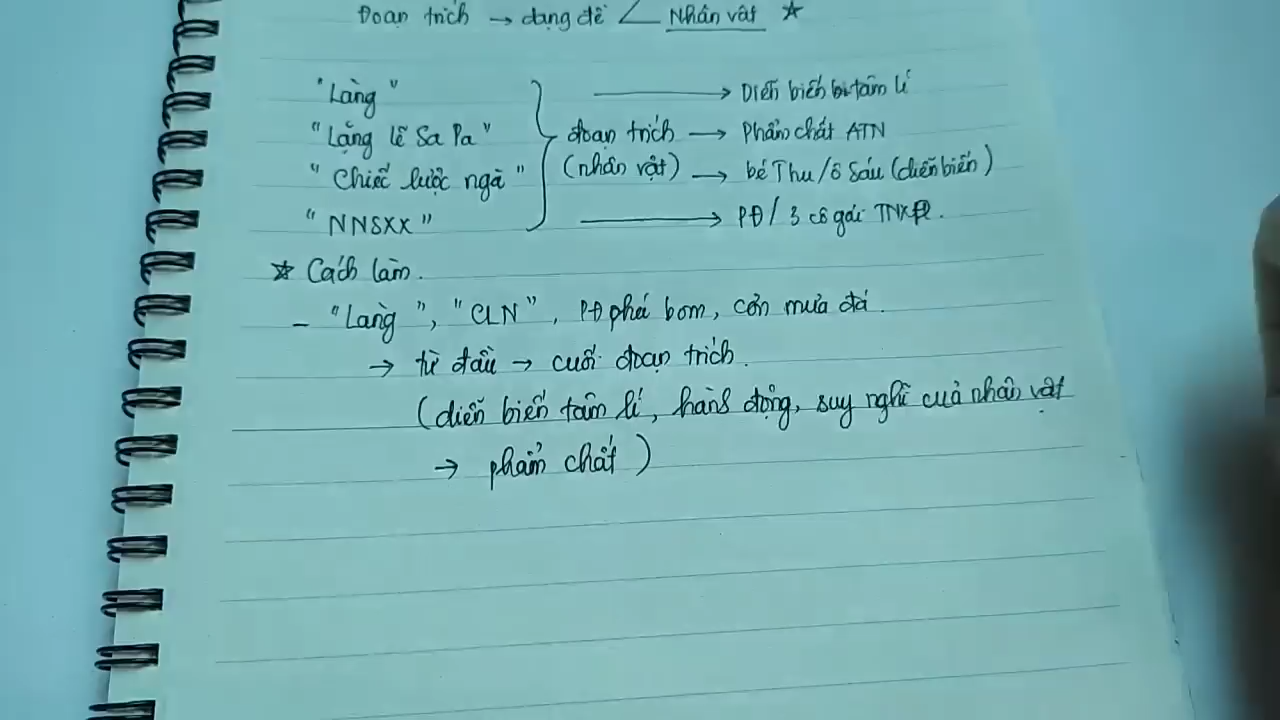 Đoạn trích → dạng đề < Nhân vật ☆
"Làng" → Diễn biến tâm lí
"Lặng lẽ Sa Pa" đoạn trích → Phẩm chất ATN
"Chiếc lược ngà" (nhân vật) → bé Thu/ô Sáu (diễn biến)
"NNSXX" → PĐ/ 3 cô gái TNXP.
☆ Cách làm.
- "Làng", "CLN", PĐ phá bom, cơn mưa đá.
→ từ đầu → cuối đoạn trích.
(diễn biến tâm lí, hành động, suy nghĩ của nhân vật
→ phẩm chất)